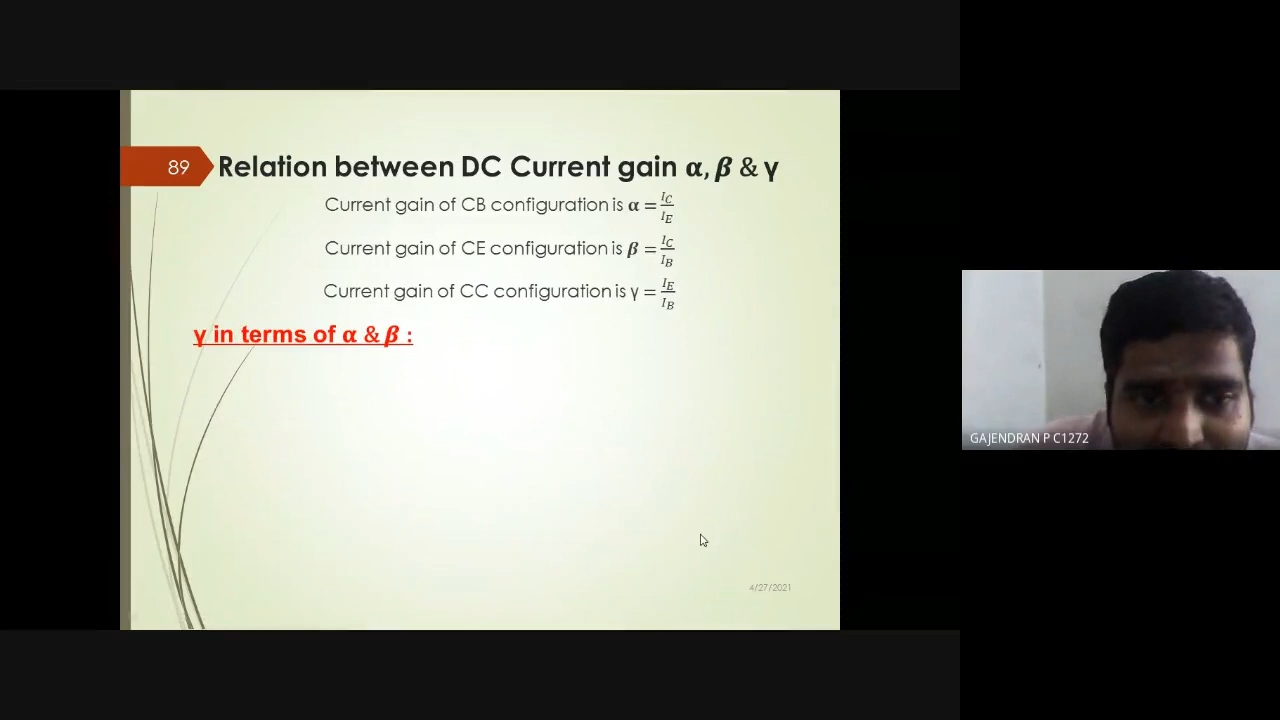 89
Relation between DC Current gain α, β & γ
Current gain of CB configuration is α = I_C/I_E
Current gain of CE configuration is β = I_C/I_B
Current gain of CC configuration is γ = I_E/I_B
γ in terms of α & β :
GAJENDRAN P C1272
4/27/2021